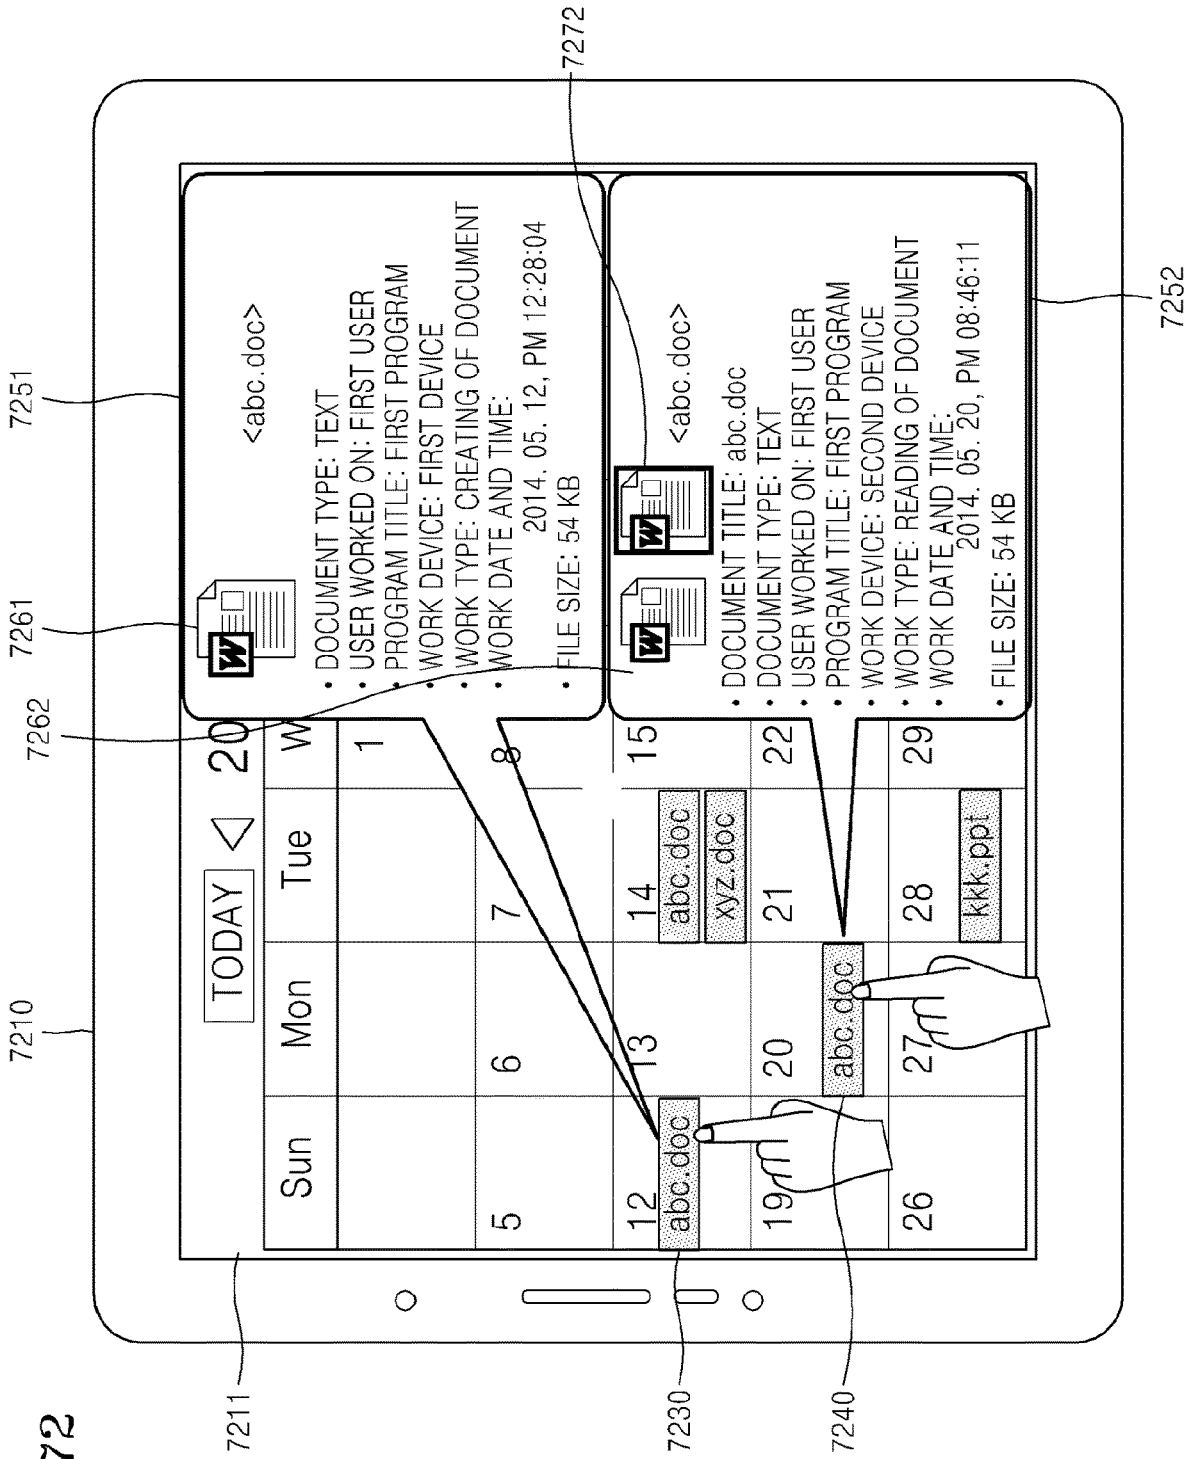 72
7210
7262
7261
7251
7272
7211
TODAY ◁ 20
Sun Mon Tue W
1
5 6 7 8
12 13 14 15
abc.doc abc.doc
xyz.doc
19 20 21 22
abc.doc
26 27 28 29
kkk.ppt
W
<abc.doc>
• DOCUMENT TYPE: TEXT
• USER WORKED ON: FIRST USER
• PROGRAM TITLE: FIRST PROGRAM
• WORK DEVICE: FIRST DEVICE
• WORK TYPE: CREATING OF DOCUMENT
• WORK DATE AND TIME:
2014. 05. 12, PM 12:28:04
• FILE SIZE: 54 KB
W W
<abc.doc>
• DOCUMENT TITLE: abc.doc
• DOCUMENT TYPE: TEXT
• USER WORKED ON: FIRST USER
• PROGRAM TITLE: FIRST PROGRAM
• WORK DEVICE: SECOND DEVICE
• WORK TYPE: READING OF DOCUMENT
• WORK DATE AND TIME:
2014. 05. 20, PM 08:46:11
• FILE SIZE: 54 KB
7230
7240
7252